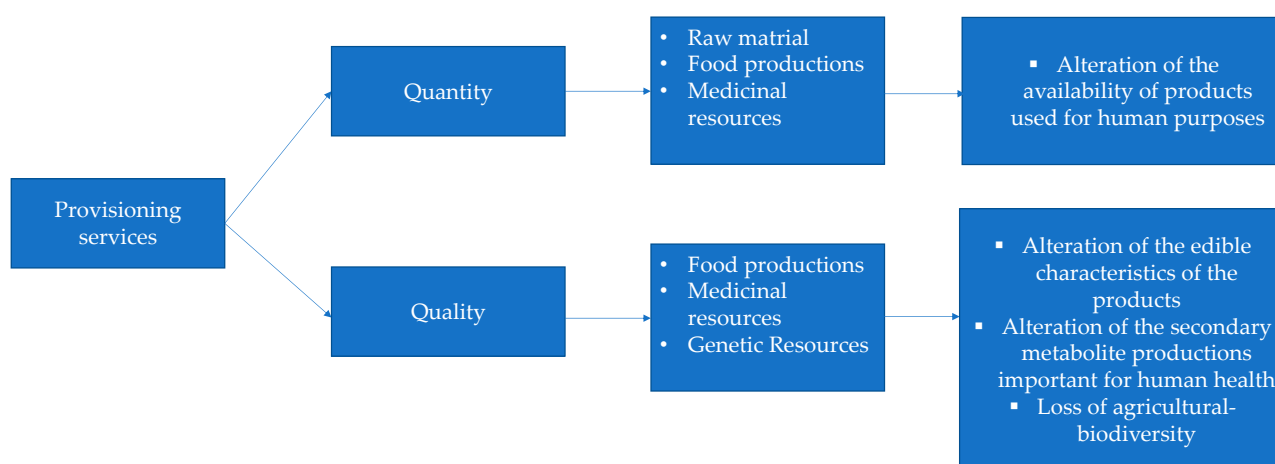 Provisioning
services
Quantity
• Raw matrial
• Food productions
• Medicinal
resources
▪ Alteration of the
availability of products
used for human purposes
Quality
• Food productions
• Medicinal
resources
• Genetic Resources
▪ Alteration of the edible
characteristics of the
products
▪ Alteration of the secondary
metabolite productions
important for human health
▪ Loss of agricultural-
biodiversity